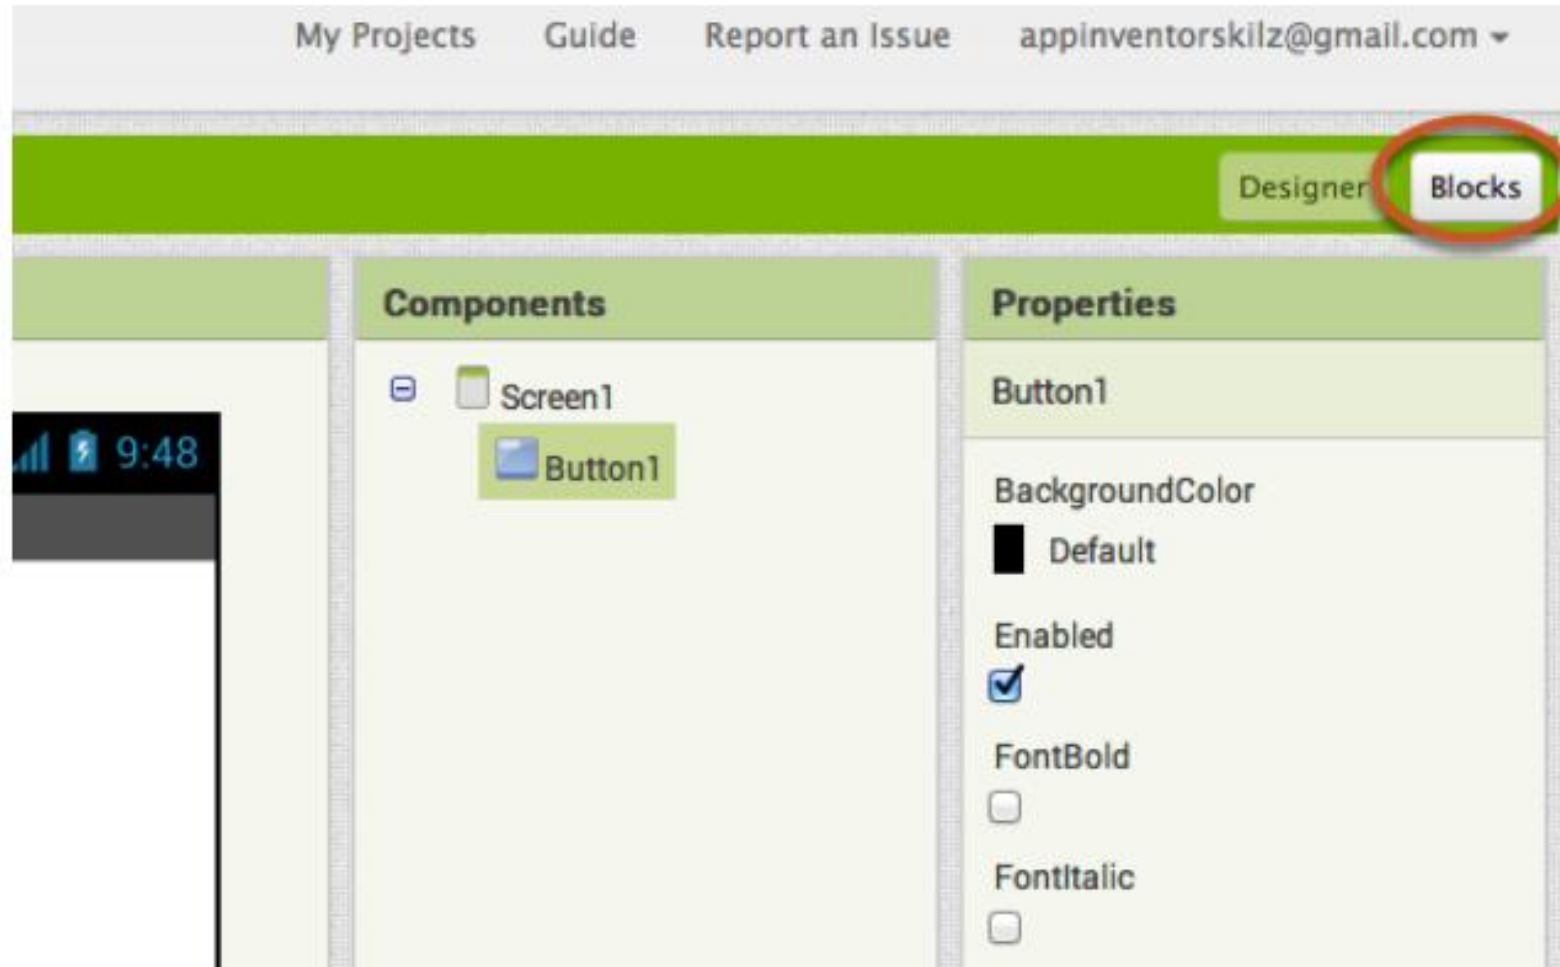 My Projects Guide Report an Issue appinventorskilz@gmail.com
Designer Blocks
Components
Screen1
Button1
9:48
Properties
Button1
BackgroundColor
Default
Enabled
FontBold
FontItalic